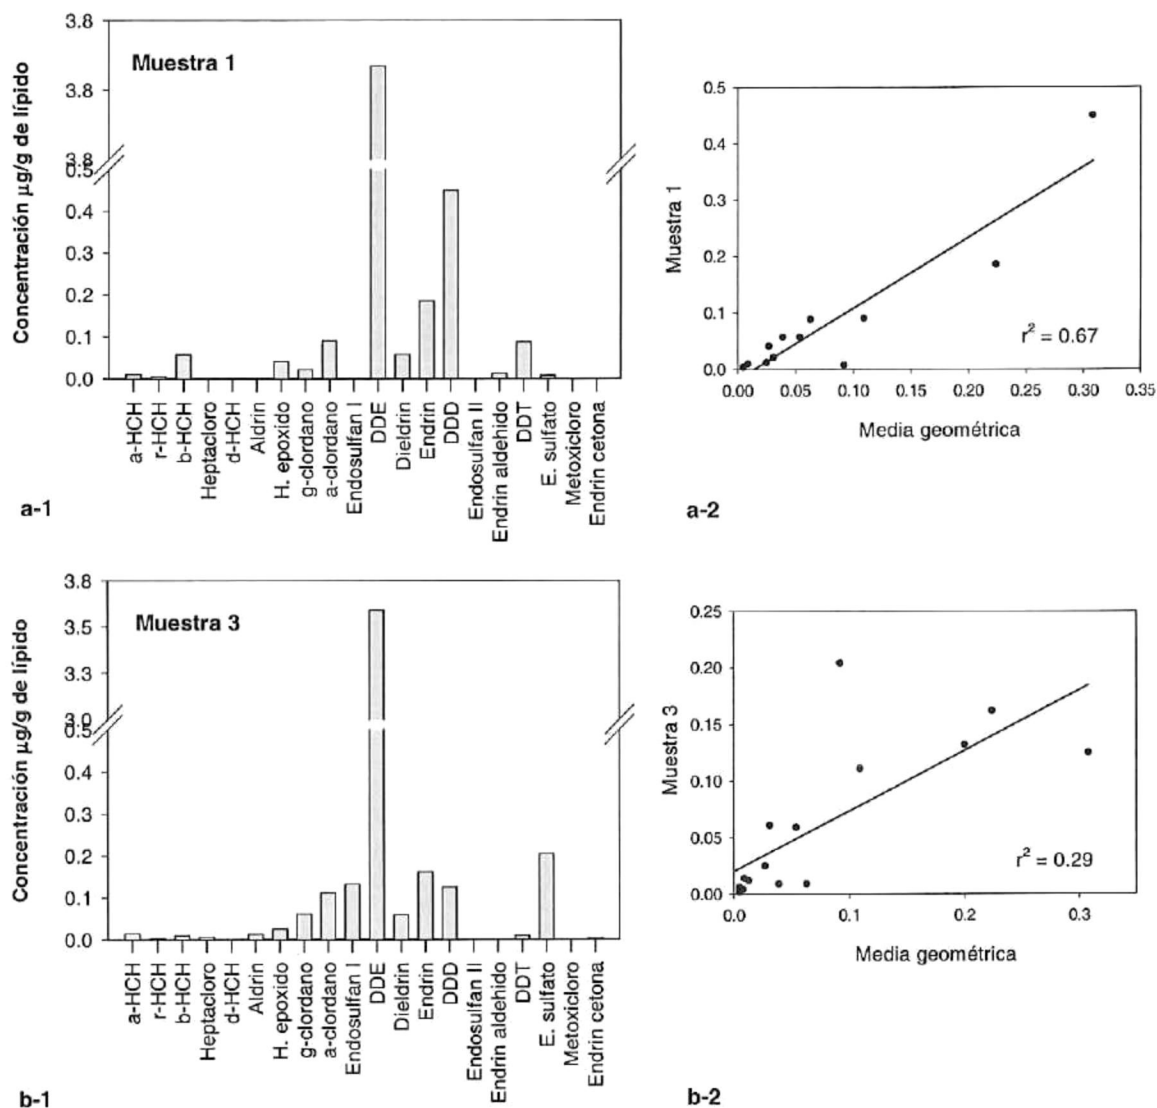 Muestra 1
Concentración µg/g de lípido
3.8
3.8
3.8
0.5
0.4
0.3
0.2
0.1
0.0
a-HCH
r-HCH
b-HCH
Heptacloro
d-HCH
Aldrin
H. epoxido
g-clordano
a-clordano
Endosulfan I
DDE
Dieldrin
Endrin
DDD
Endosulfan II
Endrin aldehido
DDT
E. sulfato
Metoxicloro
Endrin cetona
a-1
Muestra 1
0.5
0.4
0.3
0.2
0.1
0.0
0.00
0.05
0.10
0.15
0.20
0.25
0.30
0.35
r² = 0.67
Media geométrica
a-2
Muestra 3
Concentración µg/g de lípido
3.8
3.5
3.3
3.0
0.5
0.4
0.3
0.2
0.1
0.0
a-HCH
r-HCH
b-HCH
Heptacloro
d-HCH
Aldrin
H. epoxido
g-clordano
a-clordano
Endosulfan I
DDE
Dieldrin
Endrin
DDD
Endosulfan II
Endrin aldehido
DDT
E. sulfato
Metoxicloro
Endrin cetona
b-1
Muestra 3
0.25
0.20
0.15
0.10
0.05
0.00
0.0
0.1
0.2
0.3
r² = 0.29
Media geométrica
b-2